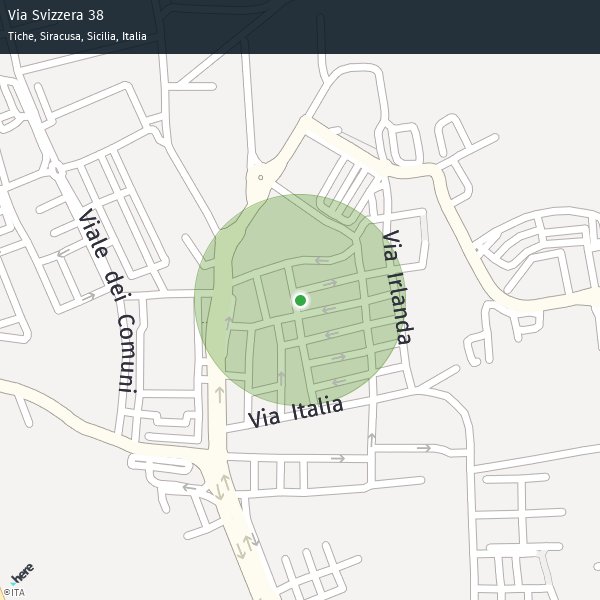 Via Svizzera 38
Tiche, Siracusa, Sicilia, Italia
Viale dei Comuni
Via Irlanda
Via Italia
here
©ITA